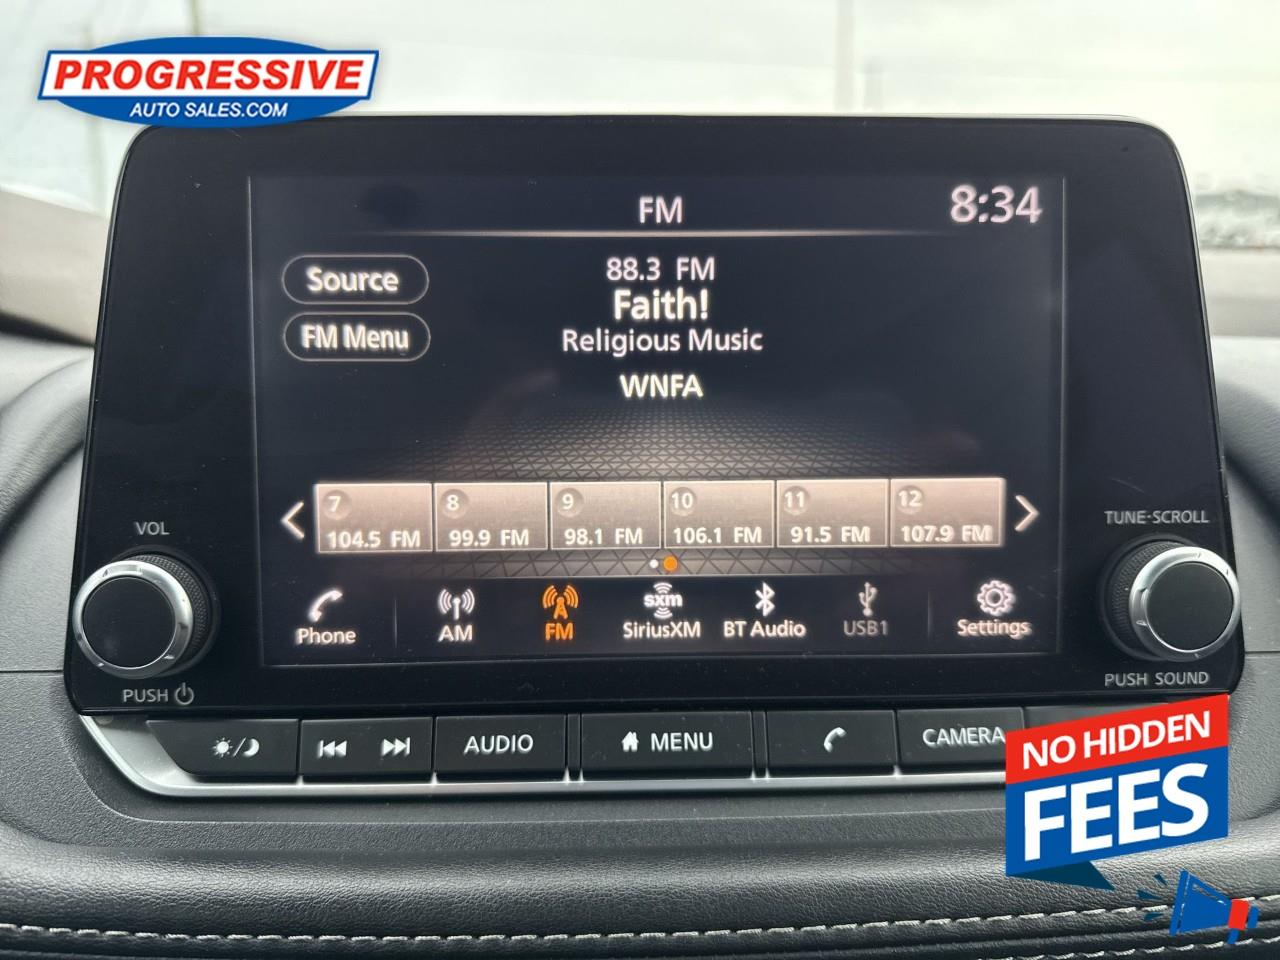 PROGRESSIVE
AUTO SALES.COM
FM
8:34
Source
88.3 FM
Faith!
FM Menu
Religious Music
WNFA
7
8
9
10
11
12
104.5 FM
99.9 FM
98.1 FM
106.1 FM
91.5 FM
107.9 FM
VOL
TUNE·SCROLL
Phone
AM
FM
sxm
SiriusXM
BT Audio
USB1
Settings
PUSH
PUSH SOUND
AUDIO
MENU
CAMERA
NO HIDDEN
FEES